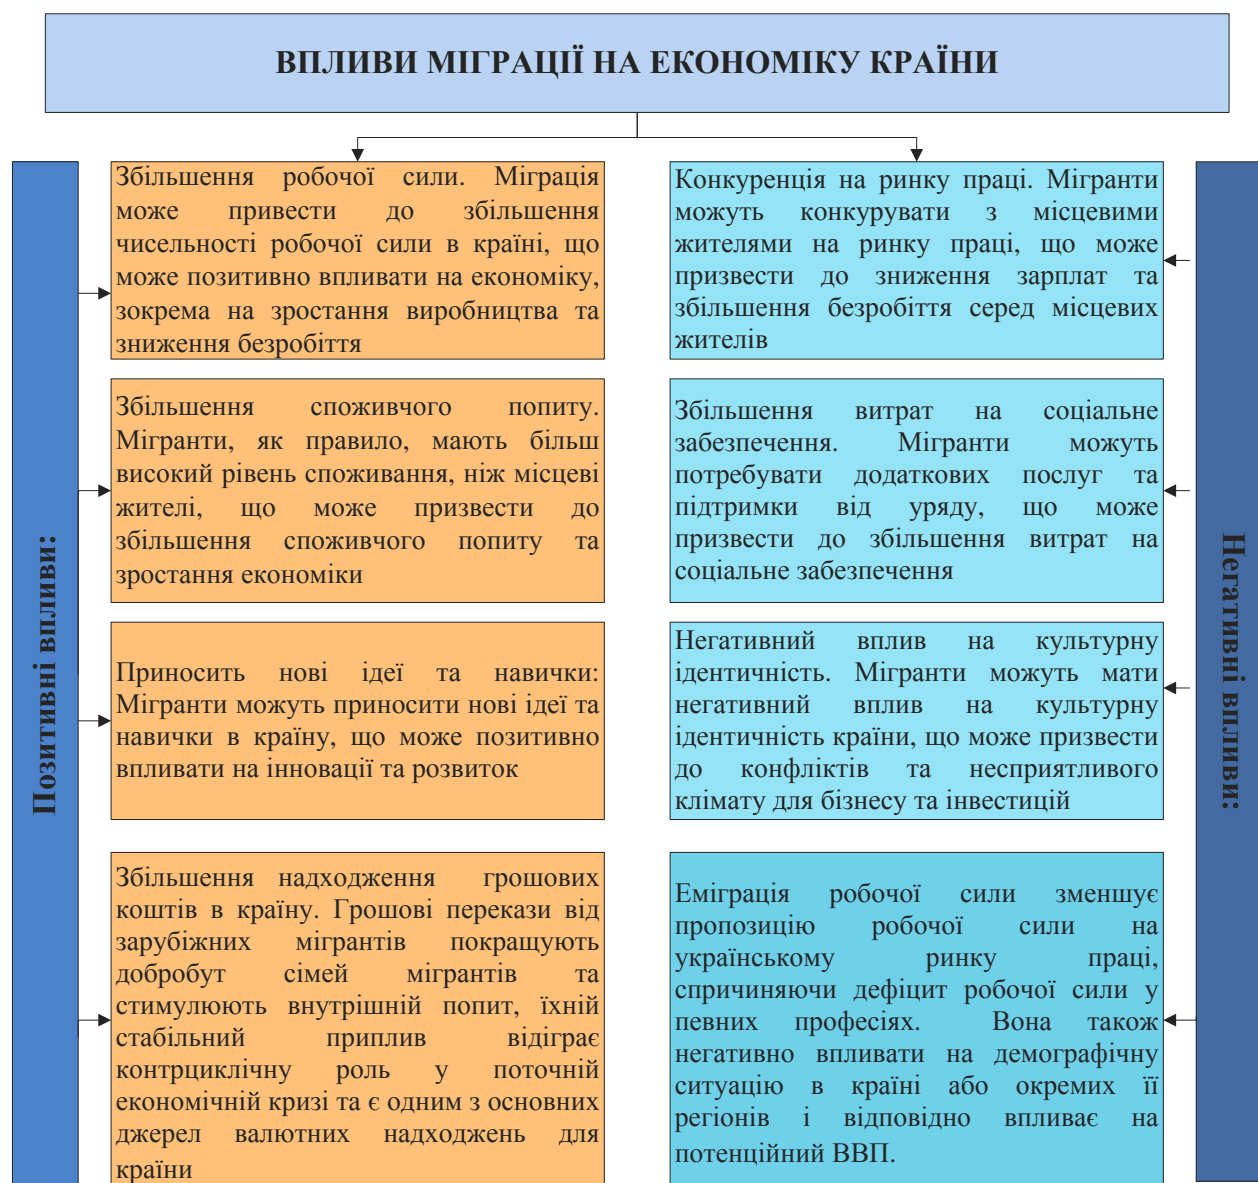 ВПЛИВИ МІГРАЦІЇ НА ЕКОНОМІКУ КРАЇНИ
Позитивні впливи:
Збільшення робочої сили. Міграція
може привести до збільшення
чисельності робочої сили в країні, що
може позитивно впливати на економіку,
зокрема на зростання виробництва та
зниження безробіття
Збільшення споживчого попиту.
Мігранти, як правило, мають більш
високий рівень споживання, ніж місцеві
жителі, що може призвести до
збільшення споживчого попиту та
зростання економіки
Приносить нові ідеї та навички:
Мігранти можуть приносити нові ідеї та
навички в країну, що може позитивно
впливати на інновації та розвиток
Збільшення надходження грошових
коштів в країну. Грошові перекази від
зарубіжних мігрантів покращують
добробут сімей мігрантів та
стимулюють внутрішній попит, їхній
стабільний приплив відіграє
контрциклічну роль у поточній
економічній кризі та є одним з основних
джерел валютних надходжень для
країни
Конкуренція на ринку праці. Мігранти
можуть конкурувати з місцевими
жителями на ринку праці, що може
призвести до зниження зарплат та
збільшення безробіття серед місцевих
жителів
Збільшення витрат на соціальне
забезпечення. Мігранти можуть
потребувати додаткових послуг та
підтримки від уряду, що може
призвести до збільшення витрат на
соціальне забезпечення
Негативний вплив на культурну
ідентичність. Мігранти можуть мати
негативний вплив на культурну
ідентичність країни, що може призвести
до конфліктів та несприятливого
клімату для бізнесу та інвестицій
Еміграція робочої сили зменшує
пропозицію робочої сили на
українському ринку праці,
спричиняючи дефіцит робочої сили у
певних професіях. Вона також
негативно впливати на демографічну
ситуацію в країні або окремих її
регіонів і відповідно впливає на
потенційний ВВП.
Негативні впливи: